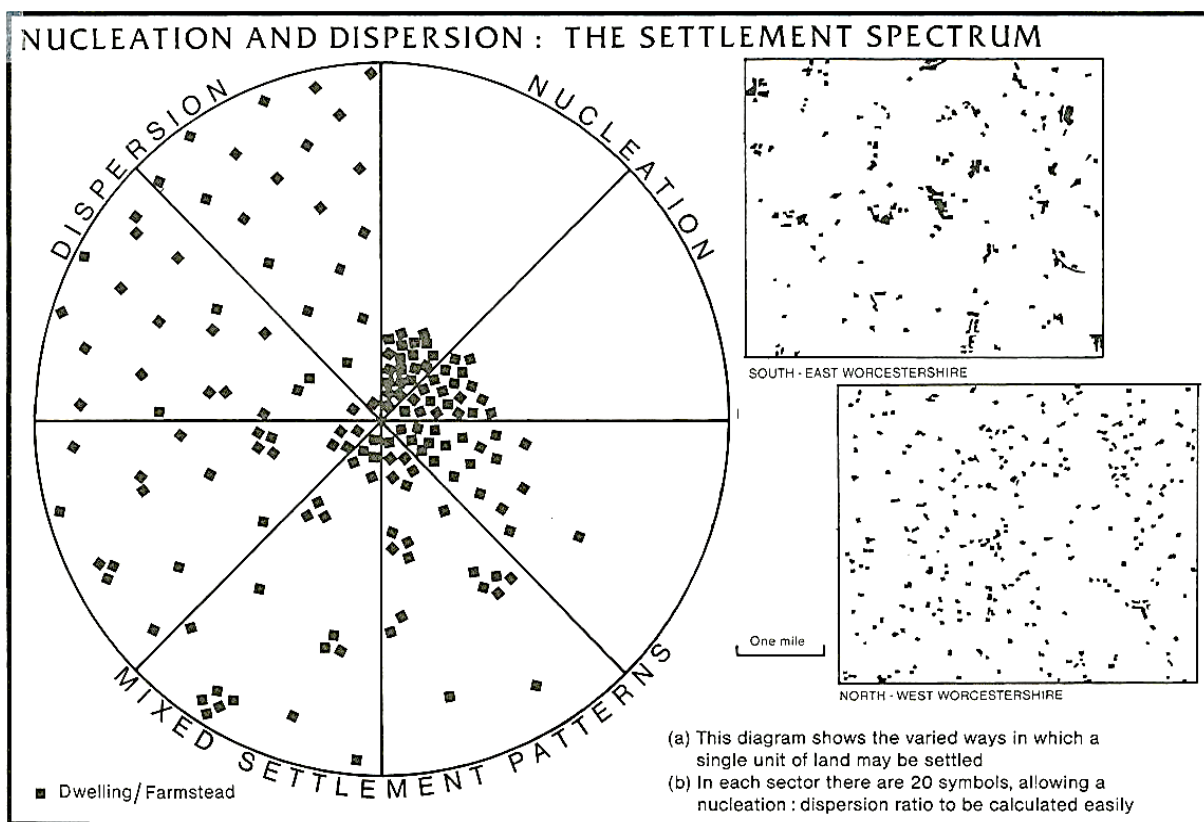 NUCLEATION AND DISPERSION : THE SETTLEMENT SPECTRUM
DISPERSION
NUCLEATION
MIXED SETTLEMENT PATTERNS
■ Dwelling/Farmstead
SOUTH - EAST WORCESTERSHIRE
One mile
NORTH - WEST WORCESTERSHIRE
(a) This diagram shows the varied ways in which a
single unit of land may be settled
(b) In each sector there are 20 symbols, allowing a
nucleation : dispersion ratio to be calculated easily